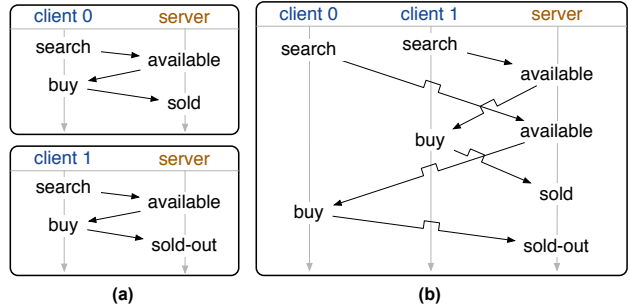 client 0 server
search
available
buy
sold
client 1 server
search
available
buy
sold-out
(a)
client 0 client 1 server
search
search
available
available
buy
sold
buy
sold-out
(b)